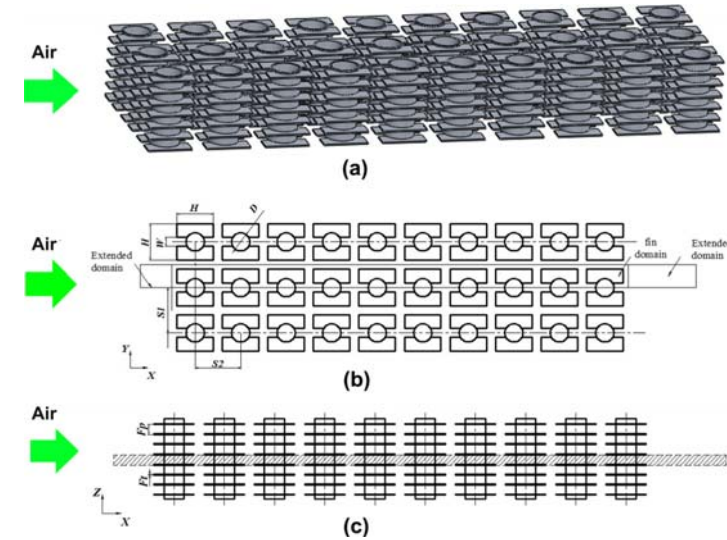 Air
(a)
H
D
Air
H
W
Extended
domain
fin
domain
Extende
domain
S1
S2
Y
X
(b)
Air
Fp
Ft
Z
X
(c)